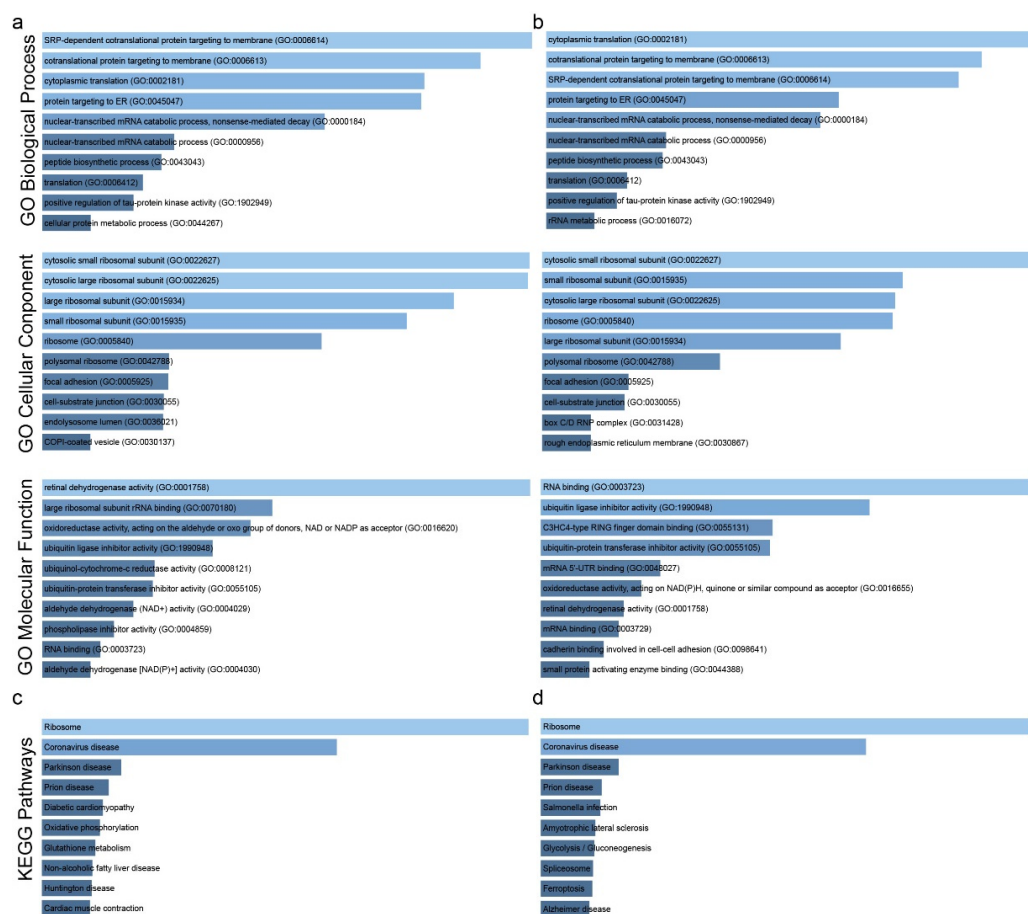 a
b
GO Biological Process
SRP-dependent cotranslational protein targeting to membrane (GO:0006614)
cotranslational protein targeting to membrane (GO:0006613)
cytoplasmic translation (GO:0002181)
protein targeting to ER (GO:0045047)
nuclear-transcribed mRNA catabolic process, nonsense-mediated decay (GO:0000184)
nuclear-transcribed mRNA catabolic process (GO:0000956)
peptide biosynthetic process (GO:0043043)
translation (GO:0006412)
positive regulation of tau-protein kinase activity (GO:1902949)
cellular protein metabolic process (GO:0044267)
cytoplasmic translation (GO:0002181)
cotranslational protein targeting to membrane (GO:0006613)
SRP-dependent cotranslational protein targeting to membrane (GO:0006614)
protein targeting to ER (GO:0045047)
nuclear-transcribed mRNA catabolic process, nonsense-mediated decay (GO:0000184)
nuclear-transcribed mRNA catabolic process (GO:0000956)
peptide biosynthetic process (GO:0043043)
translation (GO:0006412)
positive regulation of tau-protein kinase activity (GO:1902949)
rRNA metabolic process (GO:0016072)
GO Cellular Conponent
cytosolic small ribosomal subunit (GO:0022627)
cytosolic large ribosomal subunit (GO:0022625)
large ribosomal subunit (GO:0015934)
small ribosomal subunit (GO:0015935)
ribosome (GO:0005840)
polysomal ribosome (GO:0042788)
focal adhesion (GO:0005925)
cell-substrate junction (GO:0030055)
endolysosome lumen (GO:0036021)
COPI-coated vesicle (GO:0030137)
cytosolic small ribosomal subunit (GO:0022627)
small ribosomal subunit (GO:0015935)
cytosolic large ribosomal subunit (GO:0022625)
ribosome (GO:0005840)
large ribosomal subunit (GO:0015934)
polysomal ribosome (GO:0042788)
focal adhesion (GO:0005925)
cell-substrate junction (GO:0030055)
box C/D RNP complex (GO:0031428)
rough endoplasmic reticulum membrane (GO:0030867)
GO Molecular Function
retinal dehydrogenase activity (GO:0001758)
large ribosomal subunit rRNA binding (GO:0070180)
oxidoreductase activity, acting on the aldehyde or oxo group of donors, NAD or NADP as acceptor (GO:0016620)
ubiquitin ligase inhibitor activity (GO:1990948)
ubiquinol-cytochrome-c reductase activity (GO:0008121)
ubiquitin-protein transferase inhibitor activity (GO:0055105)
aldehyde dehydrogenase (NAD+) activity (GO:0004029)
phospholipase inhibitor activity (GO:0004859)
RNA binding (GO:0003723)
aldehyde dehydrogenase [NAD(P)+] activity (GO:0004030)
RNA binding (GO:0003723)
ubiquitin ligase inhibitor activity (GO:1990948)
C3HC4-type RING finger domain binding (GO:0055131)
ubiquitin-protein transferase inhibitor activity (GO:0055105)
mRNA 5'-UTR binding (GO:0048027)
oxidoreductase activity, acting on NAD(P)H, quinone or similar compound as acceptor (GO:0016655)
retinal dehydrogenase activity (GO:0001758)
mRNA binding (GO:0003729)
cadherin binding involved in cell-cell adhesion (GO:0098641)
small protein activating enzyme binding (GO:0044388)
c
d
KEGG Pathways
Ribosome
Coronavirus disease
Parkinson disease
Prion disease
Diabetic cardiomyopathy
Oxidative phosphorylation
Glutathione metabolism
Non-alcoholic fatty liver disease
Huntington disease
Cardiac muscle contraction
Ribosome
Coronavirus disease
Parkinson disease
Prion disease
Salmonella infection
Amyotrophic lateral sclerosis
Glycolysis / Gluconeogenesis
Spliceosome
Ferroptosis
Alzheimer disease